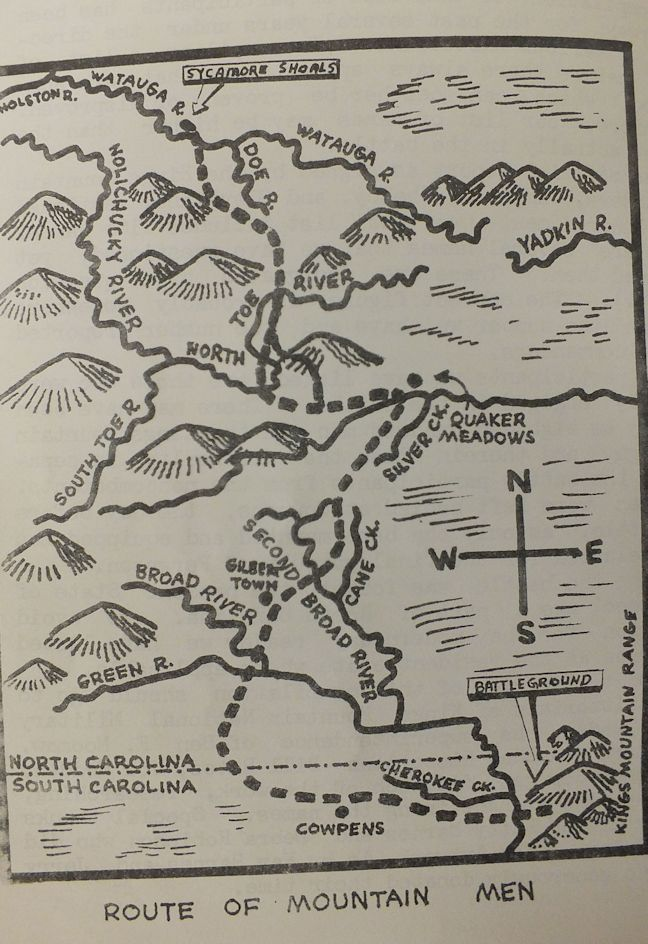 SYCAMORE SHOALS
WATAUGA R.
HOLSTON R.
WATAUGA R.
DOE R.
NOLICHUCKY RIVER
YADKIN R.
TOE RIVER
NORTH
QUAKER
MEADOWS
SILVER CK.
SOUTH TOE R.
N
W E
S
SECOND BROAD RIVER
CANE CK.
GILBERT
TOWN
BROAD RIVER
GREEN R.
BATTLEGROUND
KINGS MOUNTAIN RANGE
NORTH CAROLINA
SOUTH CAROLINA
CHEROKEE CK.
COWPENS
ROUTE OF MOUNTAIN MEN